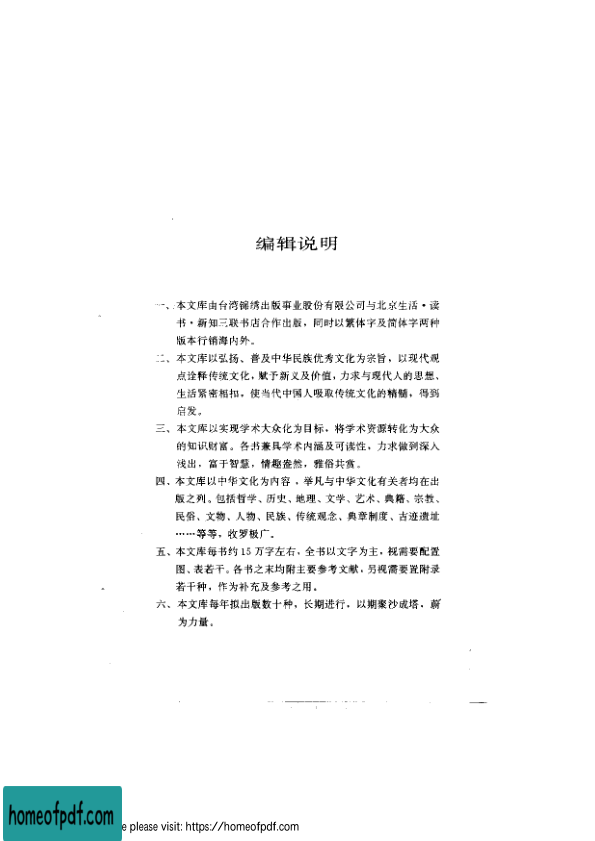 编辑说明
一、本文库由台湾锦绣出版事业股份有限公司与北京生活·读
书·新知三联书店合作出版，同时以繁体字及简体字两种
版本行销海内外。
二、本文库以弘扬、普及中华民族优秀文化为宗旨，以现代观
点诠释传统文化，赋予新义及价值，力求与现代人的思想、
生活紧密相扣，使当代中国人吸取传统文化的精髓，得到
启发。
三、本文库以实现学术大众化为目标，将学术资源转化为大众
的知识财富。各书兼具学术内涵及可读性，力求做到深入
浅出，富于智慧，情趣盎然，雅俗共赏。
四、本文库以中华文化为内容，举凡与中华文化有关者均在出
版之列。包括哲学、历史、地理、文学、艺术、典籍、宗教、
民俗、文物、人物、民族、传统观念、典章制度、古迹遗址
……等等，收罗极广。
五、本文库每书约15万字左右，全书以文字为主，视需要配置
图、表若干。各书之末均附主要参考文献，另视需要置附录
若干种，作为补充及参考之用。
六、本文库每年拟出版数十种，长期进行，以期聚沙成塔，蔚
为力量。
homeofpdf.com
e please visit: https://homeofpdf.com